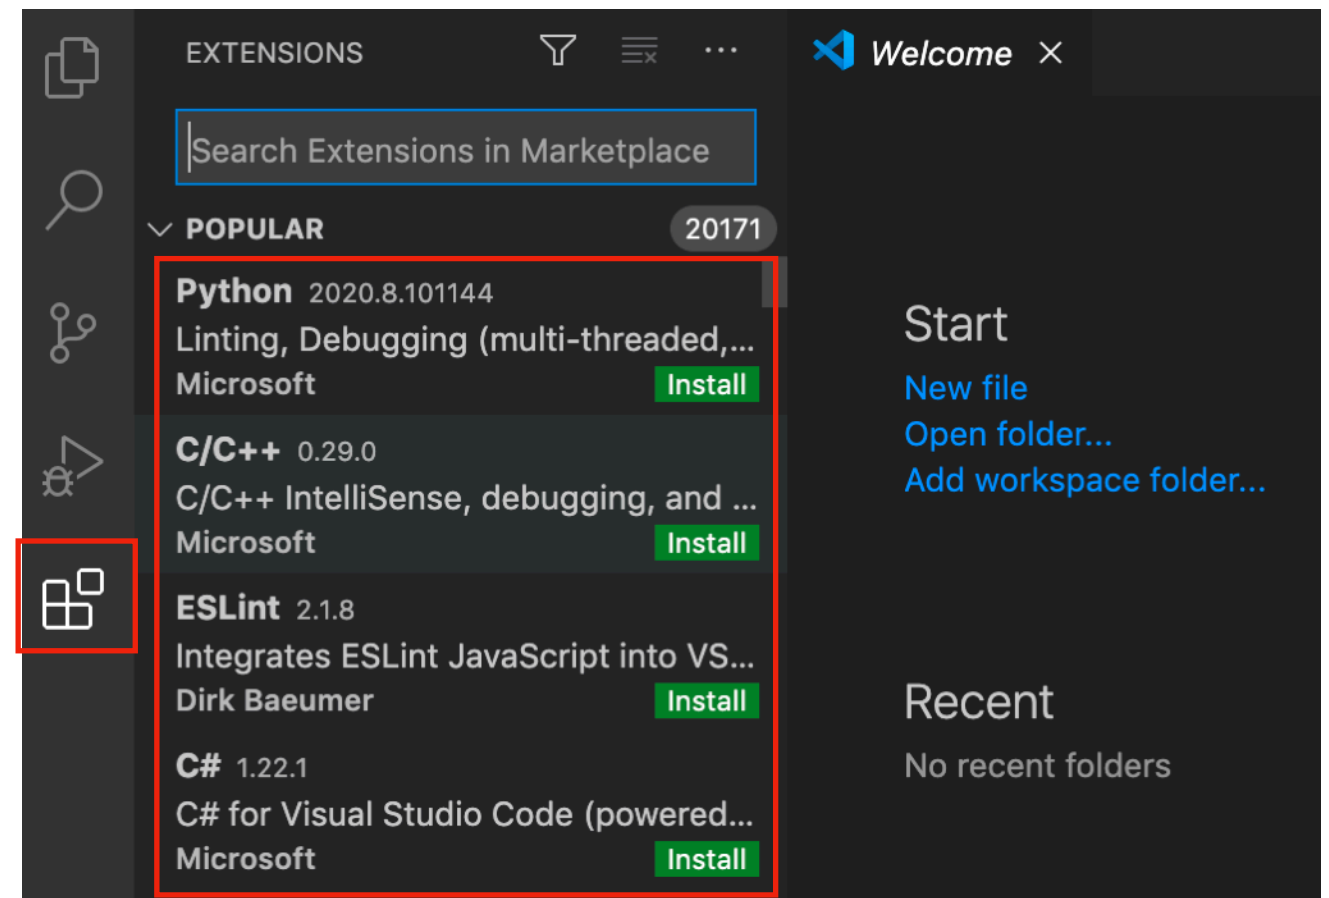 EXTENSIONS
Welcome
Search Extensions in Marketplace
POPULAR 20171
Python 2020.8.101144
Linting, Debugging (multi-threaded,...
Microsoft Install
C/C++ 0.29.0
C/C++ IntelliSense, debugging, and ...
Microsoft Install
ESLint 2.1.8
Integrates ESLint JavaScript into VS...
Dirk Baeumer Install
C# 1.22.1
C# for Visual Studio Code (powered...
Microsoft Install
Start
New file
Open folder...
Add workspace folder...
Recent
No recent folders